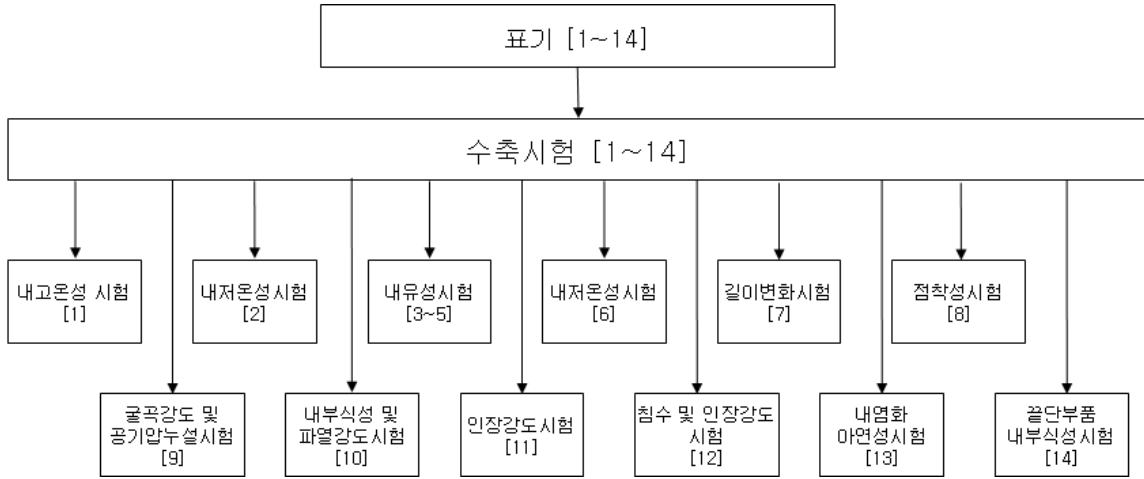 표기 [1~14]
수축시험 [1~14]
내고온성 시험
[1]
내저온성시험
[2]
내유성시험
[3~5]
내저온성시험
[6]
길이변화시험
[7]
점착성시험
[8]
굴곡강도 및
공기압누설시험
[9]
내부식성 및
파열강도시험
[10]
인장강도시험
[11]
침수 및 인장강도
시험
[12]
내염화
아연성시험
[13]
끝단부품
내부식성시험
[14]